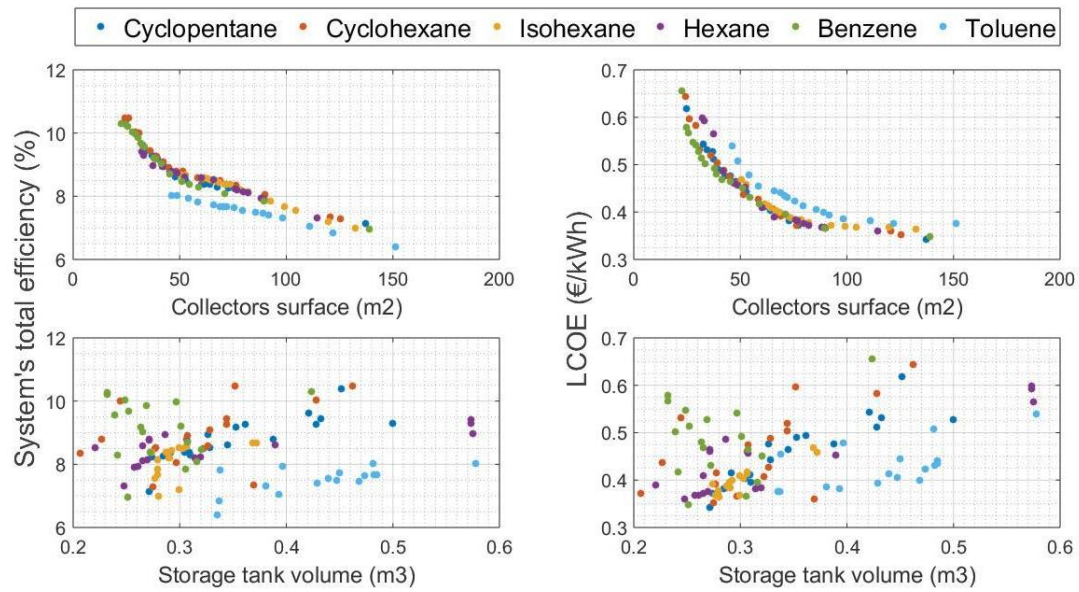 Cyclopentane Cyclohexane Isohexane Hexane Benzene Toluene
System's total efficiency (%)
12
10
8
6
0 50 100 150 200
Collectors surface (m2)
LCOE (€/kWh)
0.7
0.6
0.5
0.4
0.3
0 50 100 150 200
Collectors surface (m2)
12
10
8
6
0.2 0.3 0.4 0.5 0.6
Storage tank volume (m3)
0.7
0.6
0.5
0.4
0.3
0.2 0.3 0.4 0.5 0.6
Storage tank volume (m3)